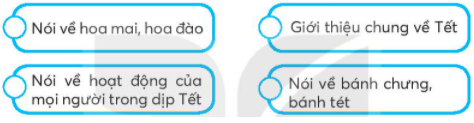 Nói về hoa mai, hoa đào
Giới thiệu chung về Tết
Nói về hoạt động của
mọi người trong dịp Tết
Nói về bánh chưng,
bánh tét